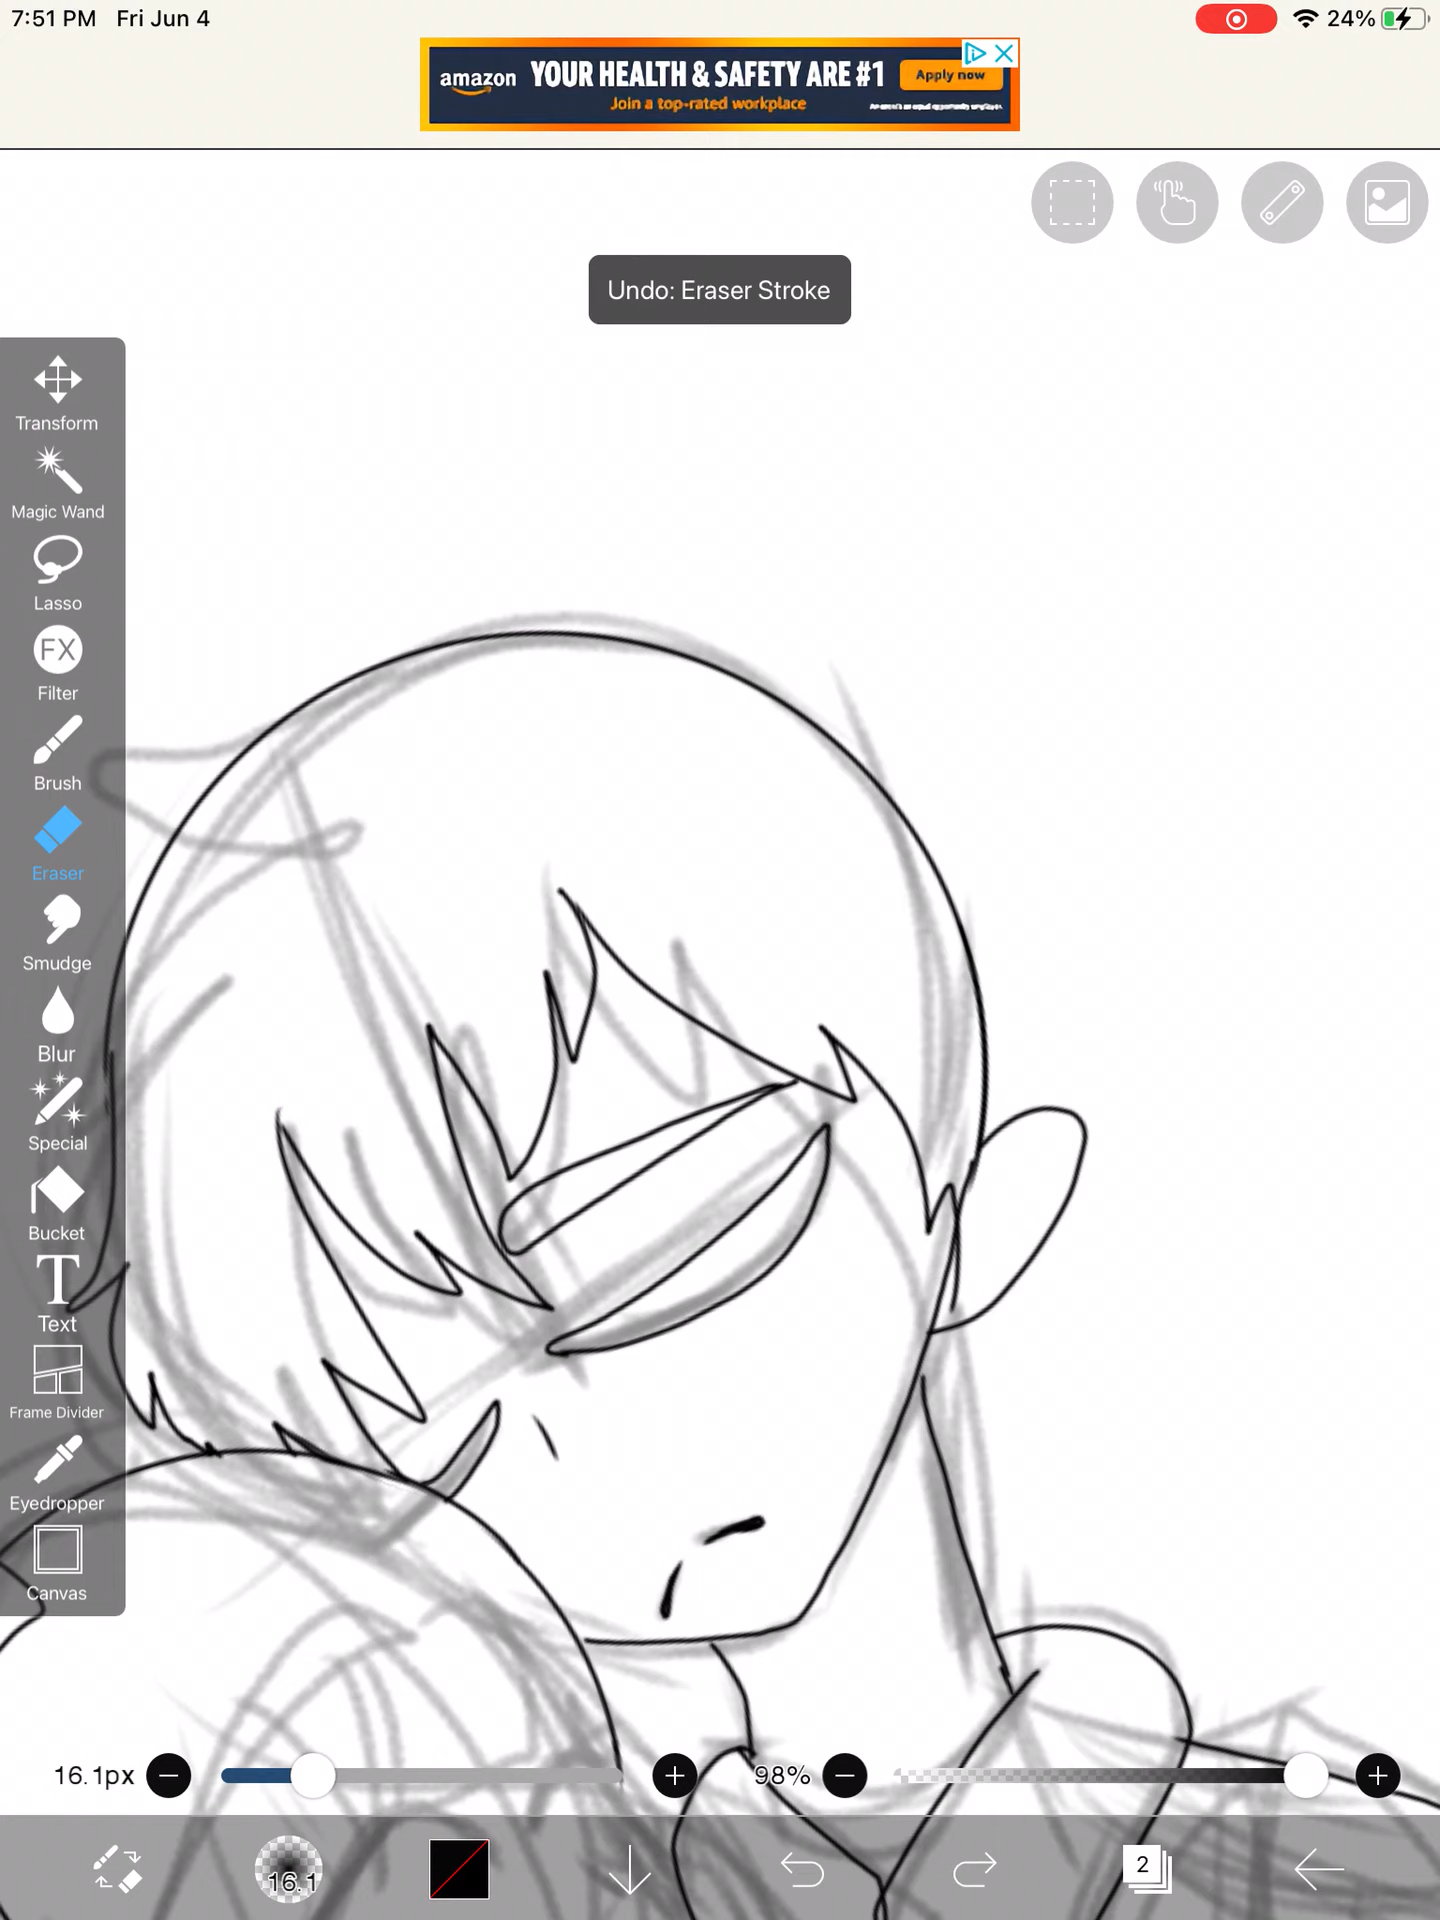 7:51 PM Fri Jun 4
24%
amazon
YOUR HEALTH & SAFETY ARE #1
Join a top-rated workplace
Apply now
Undo: Eraser Stroke
Transform
Magic Wand
Lasso
FX
Filter
Brush
Eraser
Smudge
Blur
Special
Bucket
T
Text
Frame Divider
Eyedropper
Canvas
16.1px
98%
16.1
2